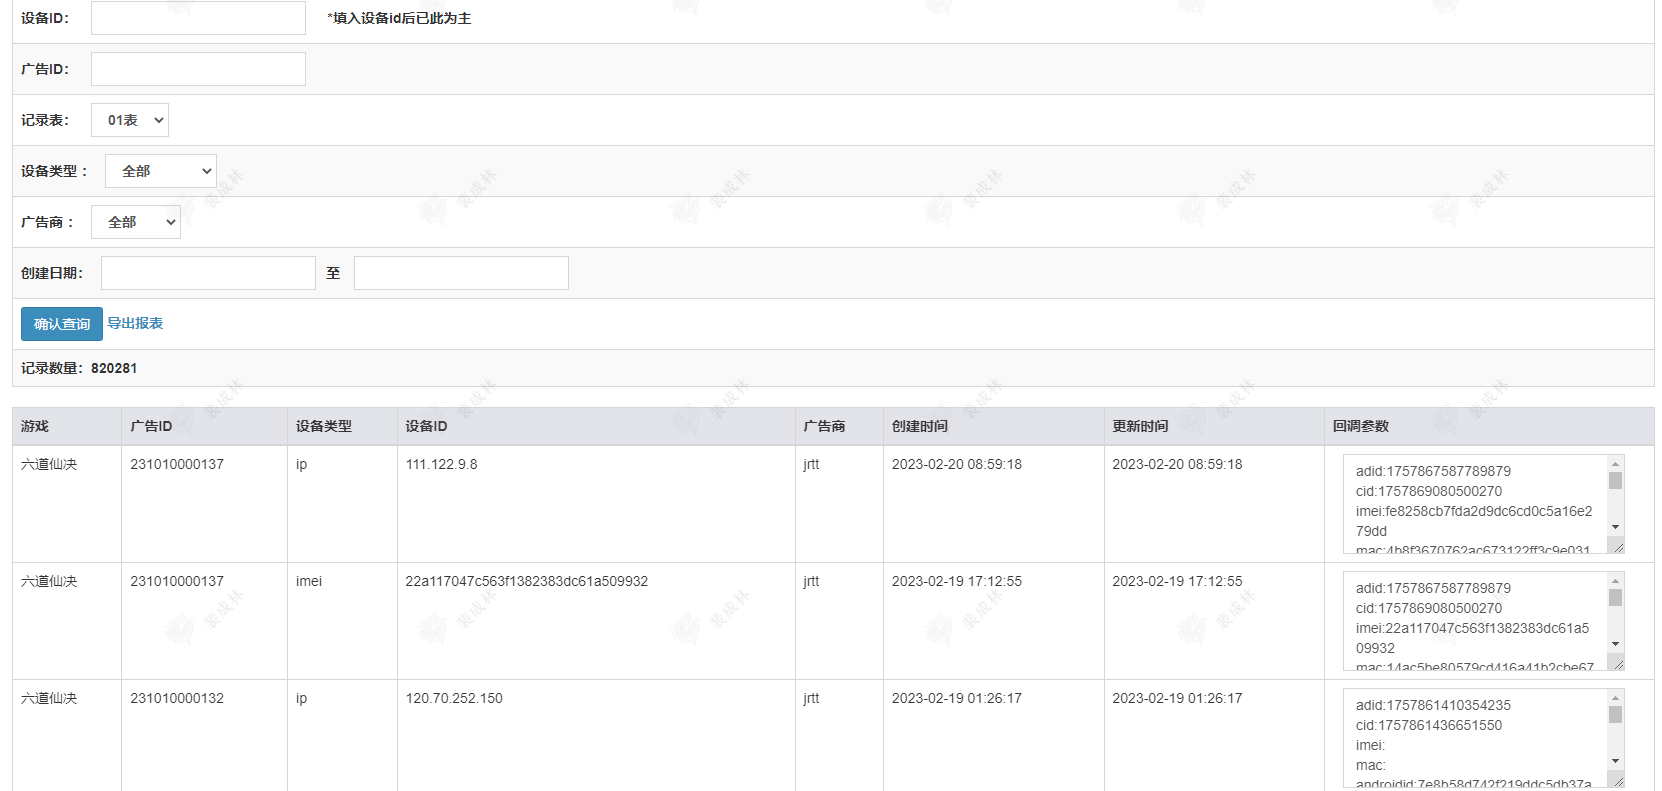 设备ID：
*填入设备id后已此为主
广告ID：
记录表： 01表
设备类型： 全部
广告商： 全部
创建日期： 至
确认查询 导出报表
记录数量：820281
游戏 广告ID 设备类型 设备ID 广告商 创建时间 更新时间 回调参数
六道仙决 231010000137 ip 111.122.9.8 jrtt 2023-02-20 08:59:18 2023-02-20 08:59:18
adid:1757867587789879
cid:1757869080500270
imei:fe8258cb7fda2d9dc6cd0c5a16e2
79dd
mac:4b8f3670762ac673122ff3c9e031
六道仙决 231010000137 imei 22a117047c563f1382383dc61a509932 jrtt 2023-02-19 17:12:55 2023-02-19 17:12:55
adid:1757867587789879
cid:1757869080500270
imei:22a117047c563f1382383dc61a5
09932
mac:14ac5be80579cd416a41b2cbe67
六道仙决 231010000132 ip 120.70.252.150 jrtt 2023-02-19 01:26:17 2023-02-19 01:26:17
adid:1757861410354235
cid:1757861436651550
imei:
mac:
androidid:7e8b58d742f219ddc5db37a